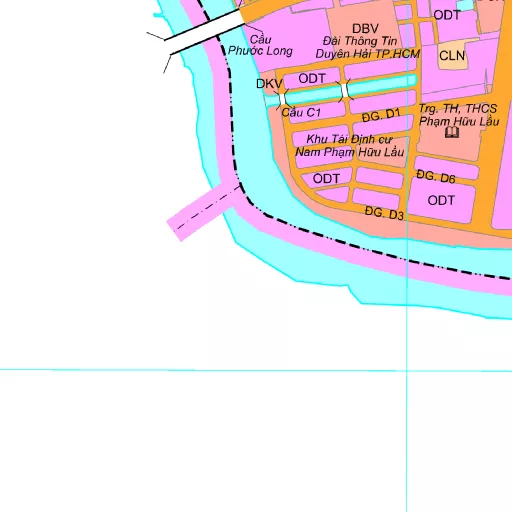 ODT
DBV
Cầu
Phước Long
Đài Thông Tin
Duyên Hải TP.HCM
CLN
DKV
ODT
Cầu C1
ĐG. D1
Trg. TH, THCS
Phạm Hữu Lầu
Khu Tái Định cư
Nam Phạm Hữu Lầu
ODT
ĐG. D6
ODT
ĐG. D3